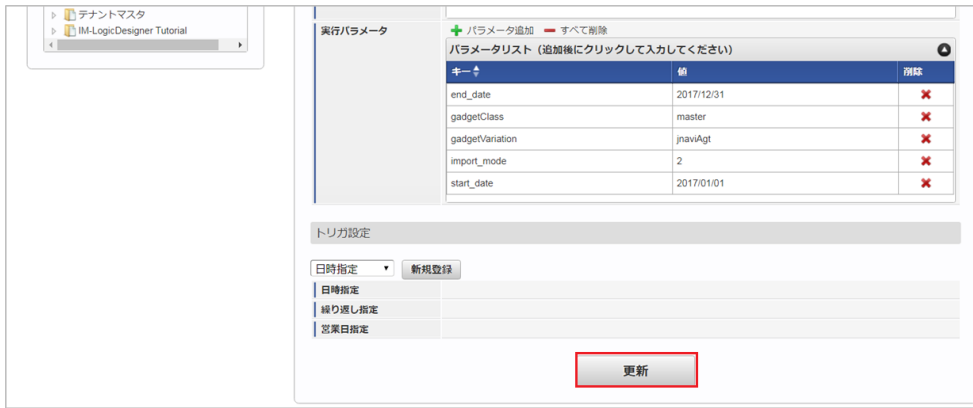 テナントマスタ
IM-LogicDesigner Tutorial
実行パラメータ
パラメータ追加 すべて削除
パラメータリスト（追加後にクリックして入力してください）
キー 値 削除
end_date 2017/12/31
gadgetClass master
gadgetVariation jnaviAgt
import_mode 2
start_date 2017/01/01
トリガ設定
日時指定 新規登録
日時指定
繰り返し指定
営業日指定
更新